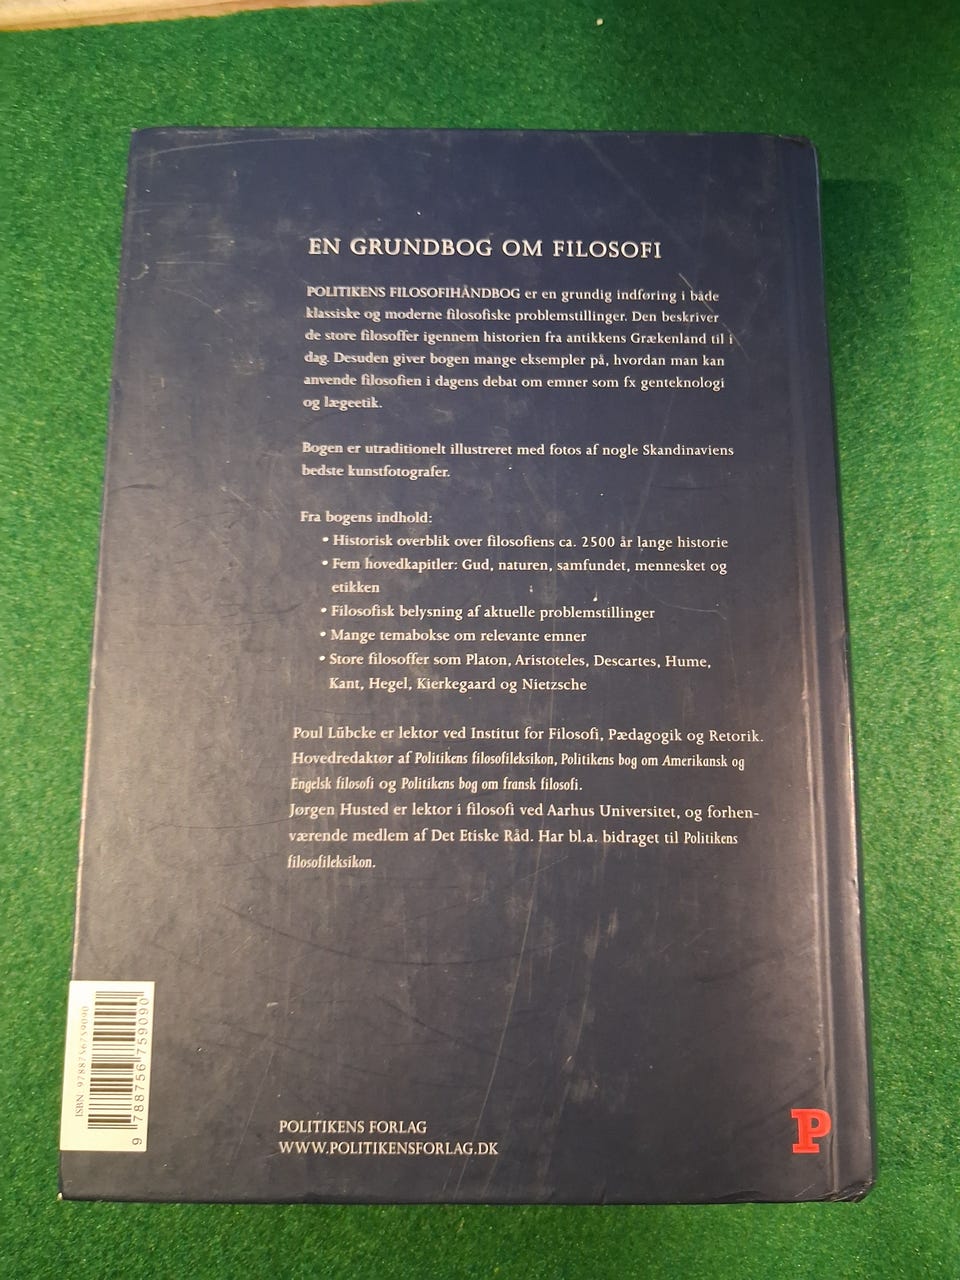 EN GRUNDBOG OM FILOSOFI
POLITIKENS FILOSOFIHÅNDBOG er en grundig indføring i både
klassiske og moderne filosofiske problemstillinger. Den beskriver
de store filosoffer igennem historien fra antikkens Grækenland til i
dag. Desuden giver bogen mange eksempler på, hvordan man kan
anvende filosofien i dagens debat om emner som fx genteknologi
og lægeetik.
Bogen er utraditionelt illustreret med fotos af nogle Skandinaviens
bedste kunstfotografer.
Fra bogens indhold:
• Historisk overblik over filosofiens ca. 2500 år lange historie
• Fem hovedkapitler: Gud, naturen, samfundet, mennesket og
etikken
• Filosofisk belysning af aktuelle problemstillinger
• Mange temabokse om relevante emner
• Store filosoffer som Platon, Aristoteles, Descartes, Hume,
Kant, Hegel, Kierkegaard og Nietzsche
Poul Lübcke er lektor ved Institut for Filosofi, Pædagogik og Retorik.
Hovedredaktør af Politikens filosofileksikon, Politikens bog om Amerikansk og
Engelsk filosofi og Politikens bog om fransk filosofi.
Jørgen Husted er lektor i filosofi ved Aarhus Universitet, og forhen-
værende medlem af Det Etiske Råd. Har bl.a. bidraget til Politikens
filosofileksikon.
ISBN 9788756759090
9 788756 759090
POLITIKENS FORLAG
WWW.POLITIKENSFORLAG.DK
P